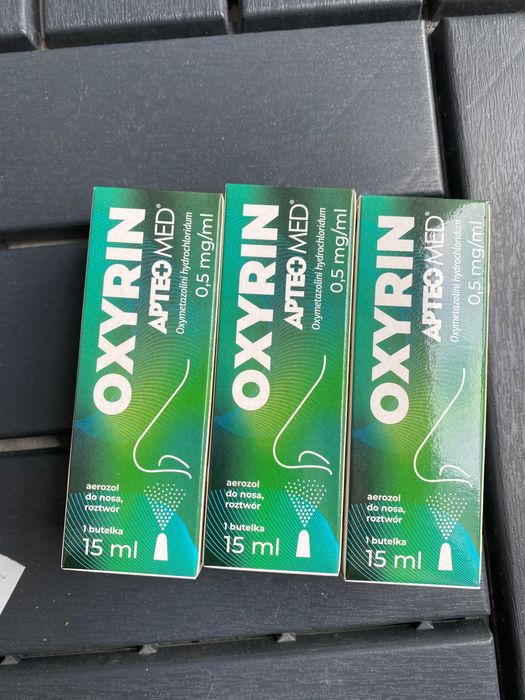 OXYRIN
APTEO MED®
Oxymetazolini hydrochloridum
0,5 mg/ml
aerozol
do nosa,
roztwór
1 butelka
15 ml
OXYRIN
APTEO MED®
Oxymetazolini hydrochloridum
0,5 mg/ml
aerozol
do nosa,
roztwór
1 butelka
15 ml
OXYRIN
APTEO MED®
Oxymetazolini hydrochloridum
0,5 mg/ml
aerozol
do nosa,
roztwór
1 butelka
15 ml